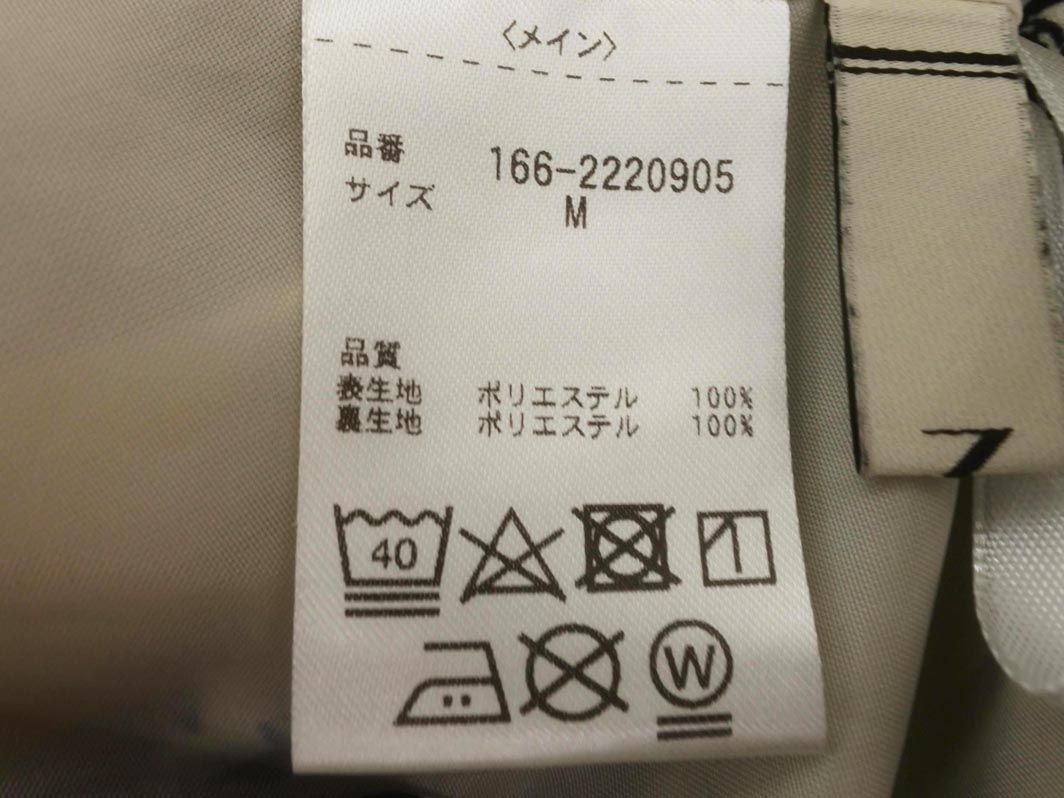 〈メイン〉
品番 166-2220905
サイズ M
品質
表生地 ポリエステル 100%
裏生地 ポリエステル 100%
40
W